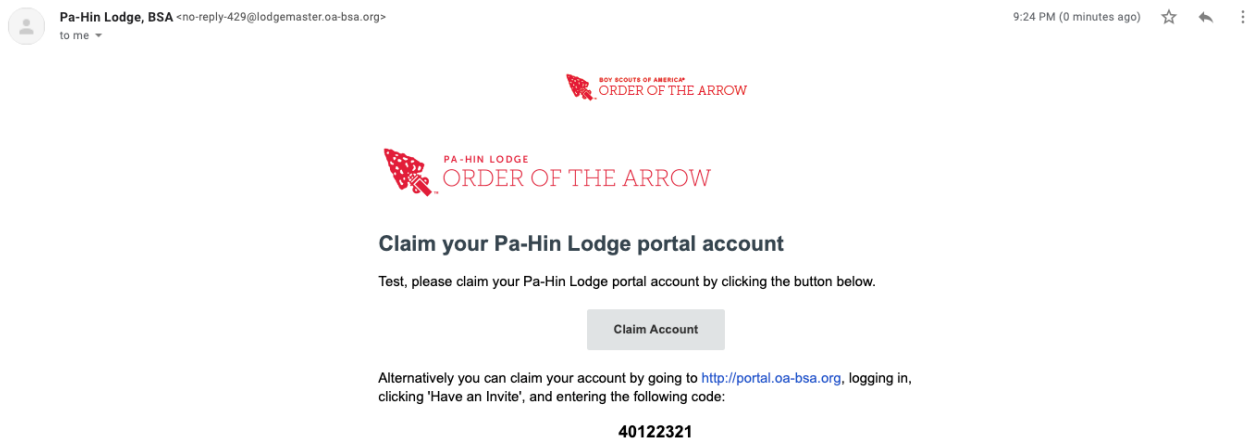 Pa-Hin Lodge, BSA <no-reply-429@lodgemaster.oa-bsa.org>
9:24 PM (0 minutes ago)
to me
BOY SCOUTS OF AMERICA®
ORDER OF THE ARROW™
PA-HIN LODGE
ORDER OF THE ARROW™
Claim your Pa-Hin Lodge portal account
Test, please claim your Pa-Hin Lodge portal account by clicking the button below.
Claim Account
Alternatively you can claim your account by going to http://portal.oa-bsa.org, logging in,
clicking 'Have an Invite', and entering the following code:
40122321